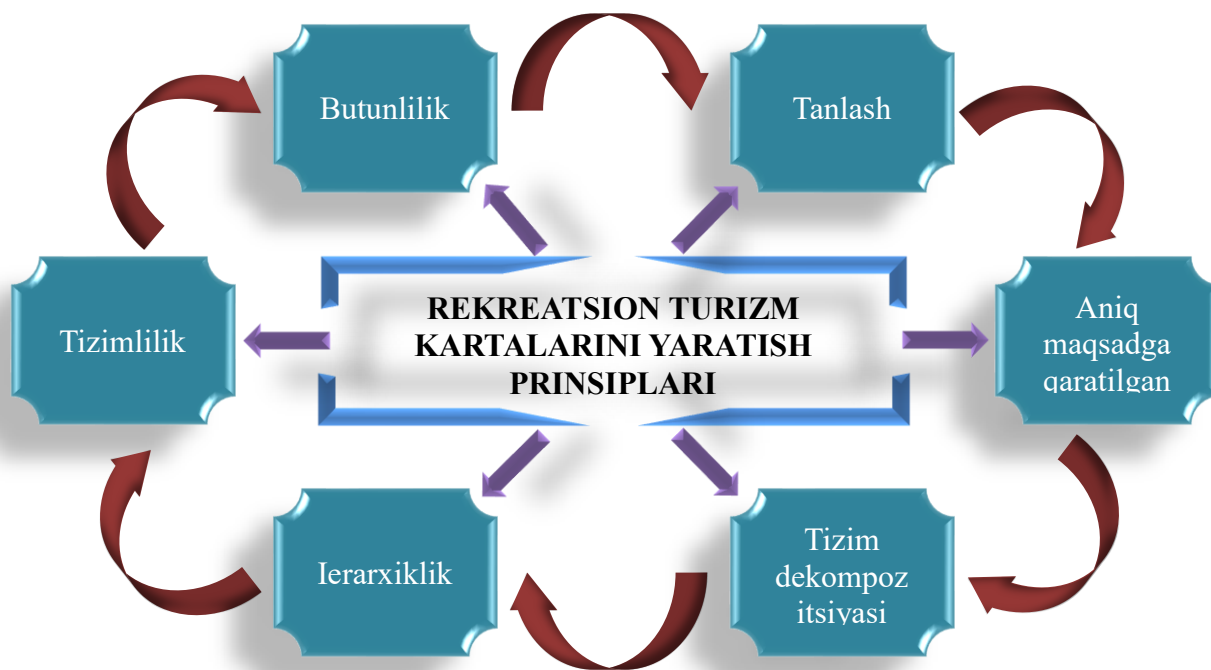 Butunlilik
Tanlash
Tizimlilik
REKREATSION TURIZM
KARTALARINI YARATISH
PRINSIPLARI
Aniq
maqsadga
qaratilgan
Ierarxiklik
Tizim
dekompoz
itsiyasi